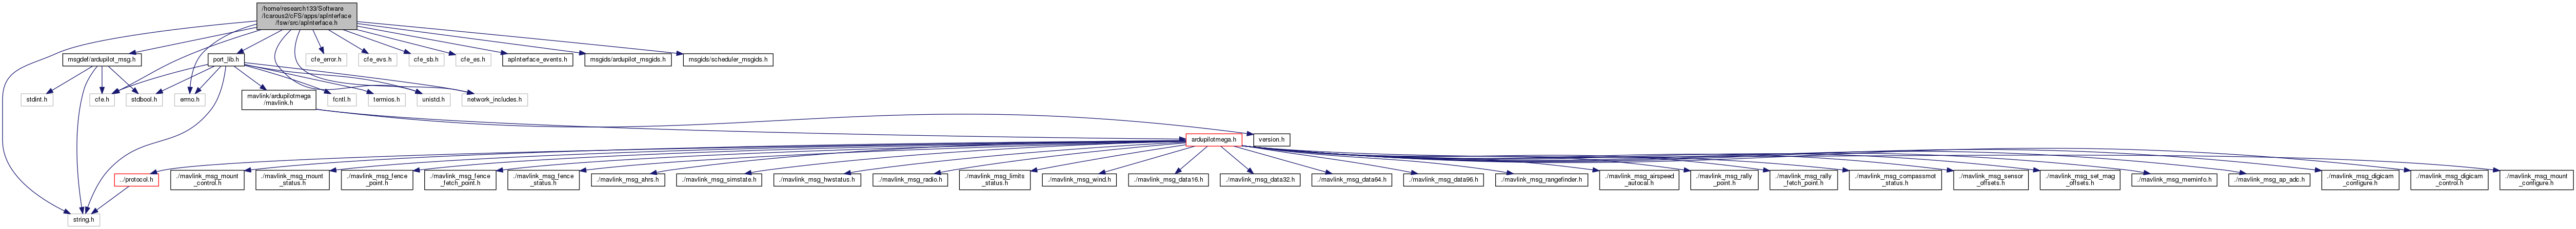 /home/research133/Software
/Icarous2/cFS/apps/apInterface
/fsw/src/apInterface.h
msgdef/ardupilot_msg.h
port_lib.h
cfe_error.h
cfe_evs.h
cfe_sb.h
cfe_es.h
apInterface_events.h
msgids/ardupilot_msgids.h
msgids/scheduler_msgids.h
stdint.h
cfe.h
stdbool.h
errno.h
mavlink/ardupilotmega
/mavlink.h
fcntl.h
termios.h
unistd.h
network_includes.h
ardupilotmega.h
version.h
../protocol.h
./mavlink_msg_mount
_control.h
./mavlink_msg_mount
_status.h
./mavlink_msg_fence
_point.h
./mavlink_msg_fence
_fetch_point.h
./mavlink_msg_fence
_status.h
./mavlink_msg_ahrs.h
./mavlink_msg_simstate.h
./mavlink_msg_hwstatus.h
./mavlink_msg_radio.h
./mavlink_msg_limits
_status.h
./mavlink_msg_wind.h
./mavlink_msg_data16.h
./mavlink_msg_data32.h
./mavlink_msg_data64.h
./mavlink_msg_data96.h
./mavlink_msg_rangefinder.h
./mavlink_msg_airspeed
_autocal.h
./mavlink_msg_rally
_point.h
./mavlink_msg_rally
_fetch_point.h
./mavlink_msg_compassmot
_status.h
./mavlink_msg_sensor
_offsets.h
./mavlink_msg_set_mag
_offsets.h
./mavlink_msg_meminfo.h
./mavlink_msg_ap_adc.h
./mavlink_msg_digicam
_configure.h
./mavlink_msg_digicam
_control.h
./mavlink_msg_mount
_configure.h
string.h